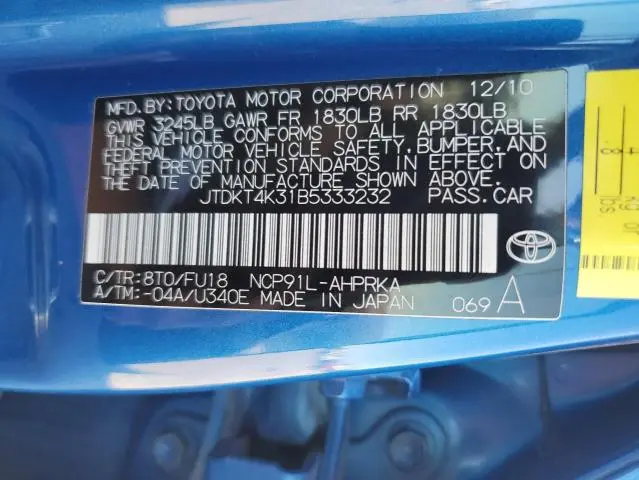 MFD. BY: TOYOTA MOTOR CORPORATION 12/10
GVWR 3245LB GAWR FR 1830LB RR 1830LB
THIS VEHICLE CONFORMS TO ALL APPLICABLE
FEDERAL MOTOR VEHICLE SAFETY, BUMPER, AND
THEFT PREVENTION STANDARDS IN EFFECT ON
THE DATE OF MANUFACTURE SHOWN ABOVE.
JTDKT4K31B5333232 PASS.CAR
C/TR: 8T0/FU18 NCP91L-AHPRKA
A/TM: -04A/U340E MADE IN JAPAN 069 A